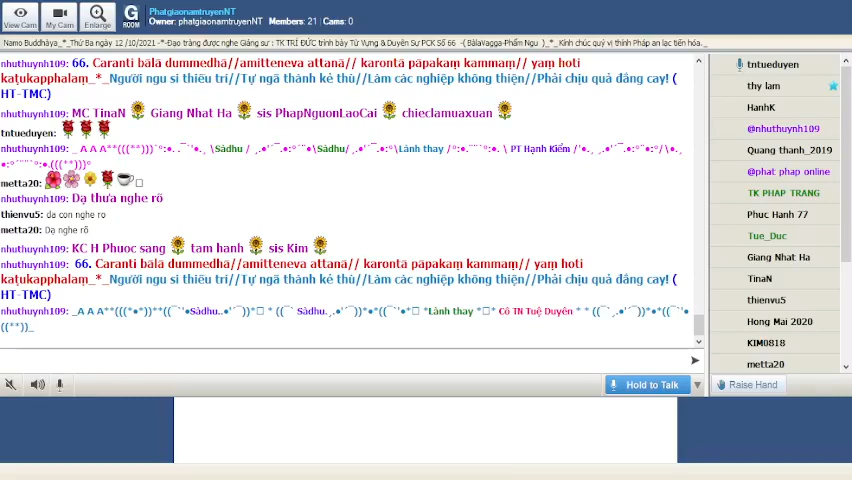 PhatgiaonamtruyenNT
Owner: phatgiaonamtruyenNT Members: 21 Cams: 0
View Cam
My Cam
Enlarge
G ROOM
Namo Buddhàya _*_Thứ Ba ngày 12 /10/2021 -*-Đạo tràng được nghe Giảng sư : TK TRÍ ĐỨC trình bày Từ Vựng & Duyên Sự PCK Số 66 -( BàlaVagga-Phẩm Ngu )_*_ Kính chúc quý vị thính Pháp an lạc tiến hóa._
nhuthuynh109: 66. Caranti bālā dummedhā//amitteneva attanā// karontā pāpakaṃ kammaṃ// yaṃ hoti
kaṭukapphalaṃ_*_Người ngu si thiếu trí//Tự ngã thành kẻ thù//Làm các nghiệp không thiện//Phải chịu quả đắng cay! (
HT-TMC)
nhuthuynh109: MC TinaN Giang Nhat Ha sis PhapNguonLaoCai chieclamuaxuan
tntueduyen:
nhuthuynh109: Sàdhu Sàdhu Lành thay PT Hạnh Kiểm
metta20:
nhuthuynh109: Dạ thưa nghe rõ
thienvu5: da con nghe ro
metta20: Dạ nghe rõ
nhuthuynh109: KC H Phuoc sang tam hanh sis Kim
nhuthuynh109: 66. Caranti bālā dummedhā//amitteneva attanā// karontā pāpakaṃ kammaṃ// yaṃ hoti
kaṭukapphalaṃ_*_Người ngu si thiếu trí//Tự ngã thành kẻ thù//Làm các nghiệp không thiện//Phải chịu quả đắng cay! (
HT-TMC)
nhuthuynh109: Sàdhu Sàdhu Lành thay Cô TN Tuệ Duyên
tntueduyen
thy lam
HanhK
@nhuthuynh109
Quang thanh_2019
@phat phap online
TK PHAP TRANG
Phuc Hanh 77
Tue_Duc
Giang Nhat Ha
TinaN
thienvu5
Hong Mai 2020
KIM0818
metta20
Hold to Talk
Raise Hand